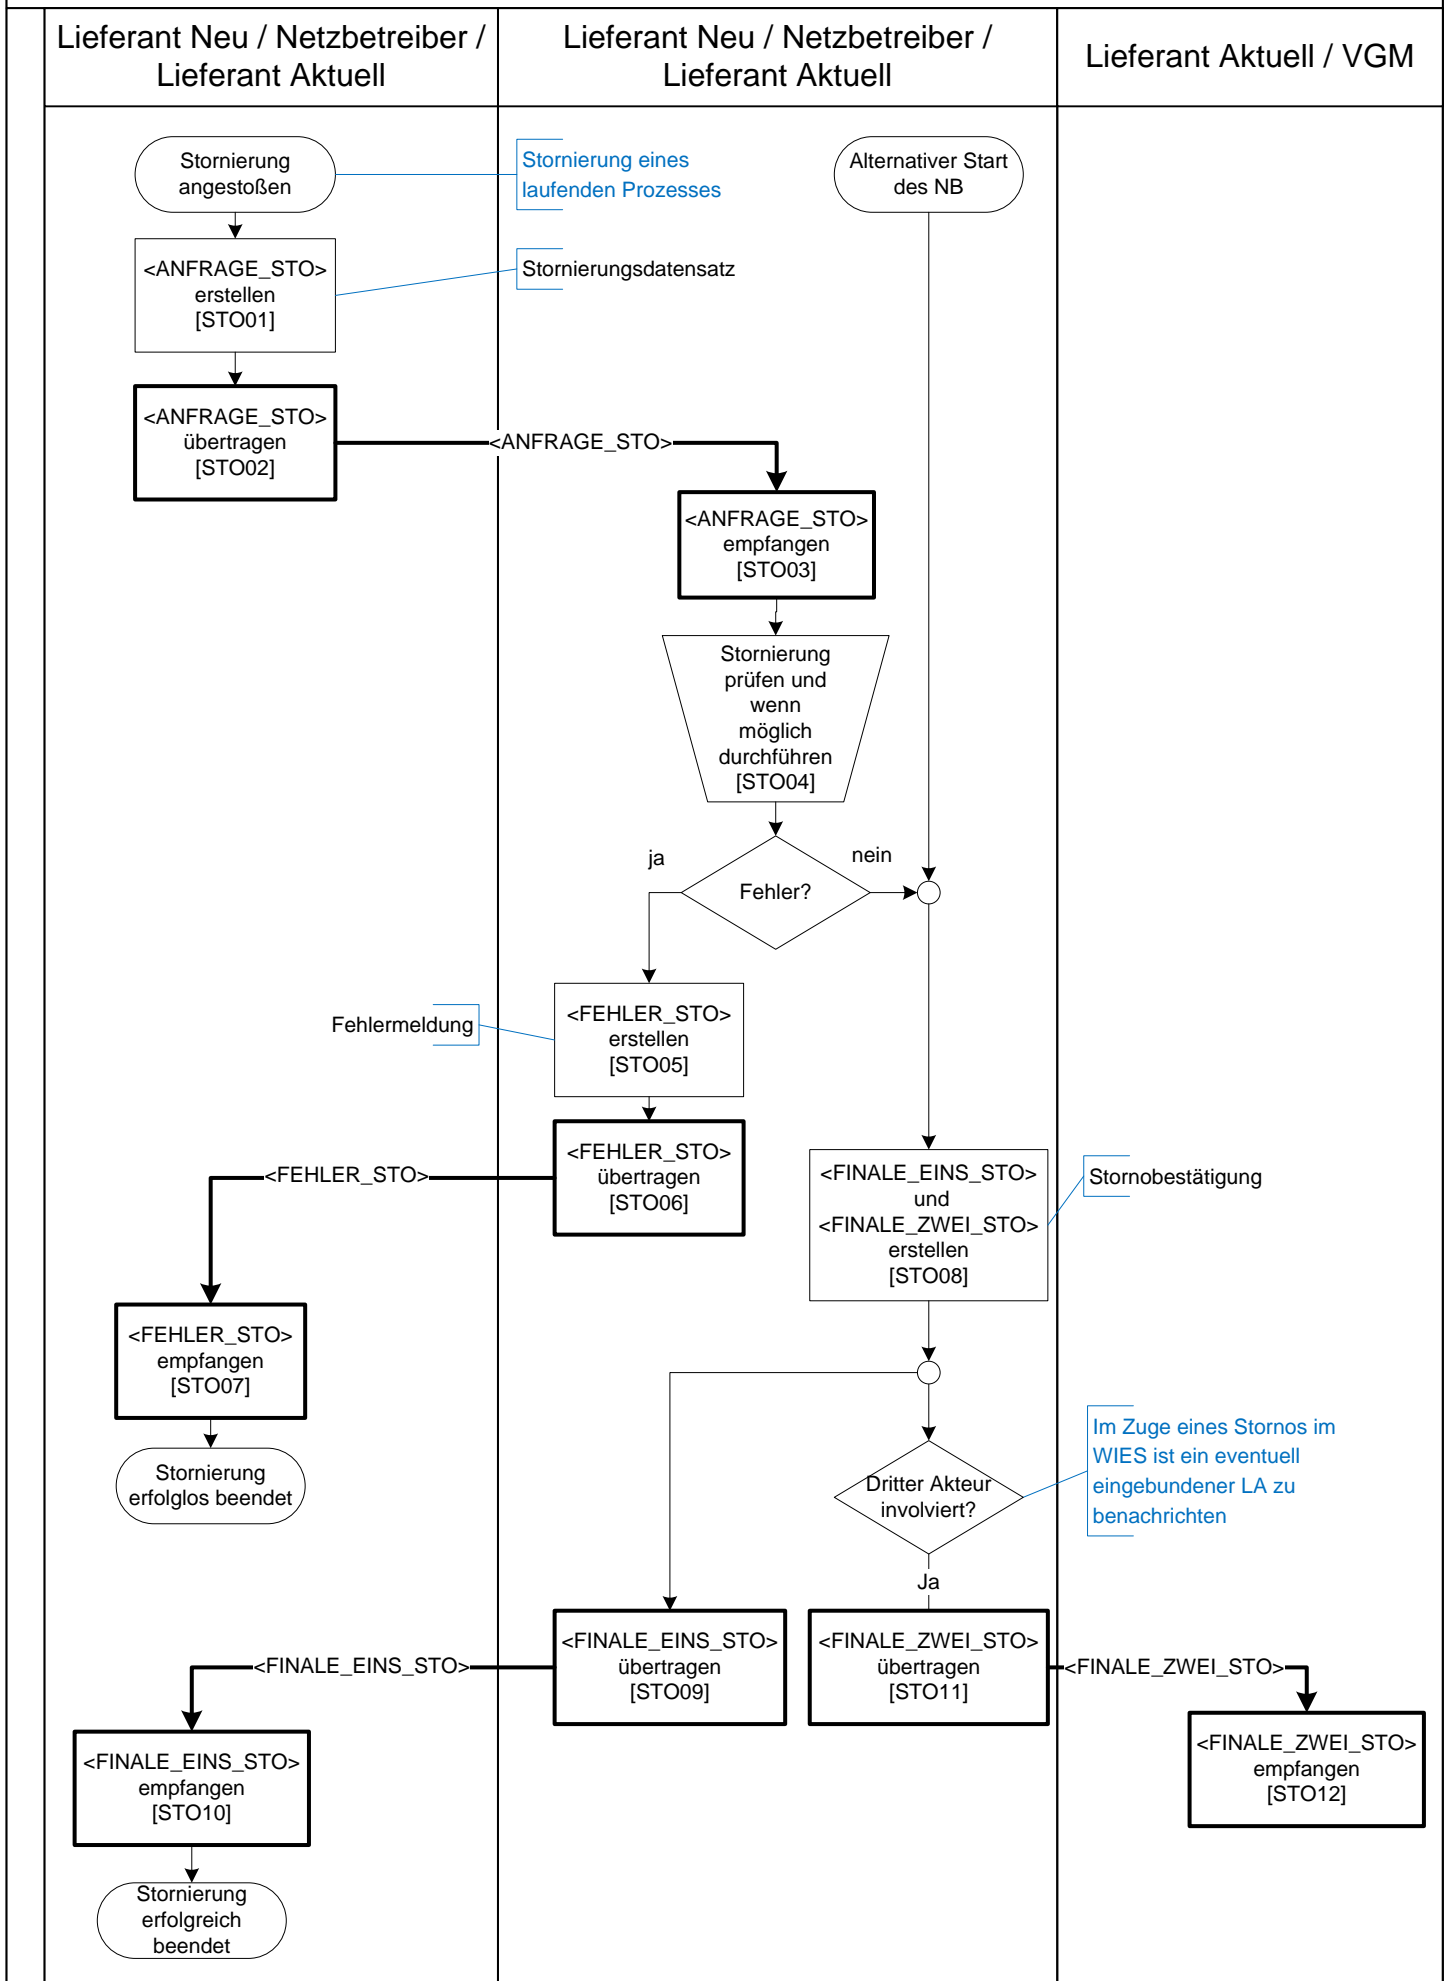 Lieferant Neu / Netzbetreiber /
Lieferant Aktuell
Lieferant Neu / Netzbetreiber /
Lieferant Aktuell
Lieferant Aktuell / VGM
Stornierung
angestoßen
Stornierung eines
laufenden Prozesses
Alternativer Start
des NB
<ANFRAGE_STO>
erstellen
[STO01]
Stornierungsdatensatz
<ANFRAGE_STO>
übertragen
[STO02]
<ANFRAGE_STO>
<ANFRAGE_STO>
empfangen
[STO03]
Stornierung
prüfen und
wenn
möglich
durchführen
[STO04]
ja
nein
Fehler?
Fehlermeldung
<FEHLER_STO>
erstellen
[STO05]
<FEHLER_STO>
<FEHLER_STO>
übertragen
[STO06]
<FINALE_EINS_STO>
und
<FINALE_ZWEI_STO>
erstellen
[STO08]
Stornobestätigung
<FEHLER_STO>
empfangen
[STO07]
Stornierung
erfolglos beendet
Dritter Akteur
involviert?
Im Zuge eines Stornos im
WIES ist ein eventuell
eingebundener LA zu
benachrichten
Ja
<FINALE_EINS_STO>
<FINALE_EINS_STO>
übertragen
[STO09]
<FINALE_ZWEI_STO>
übertragen
[STO11]
<FINALE_ZWEI_STO>
<FINALE_EINS_STO>
empfangen
[STO10]
<FINALE_ZWEI_STO>
empfangen
[STO12]
Stornierung
erfolgreich
beendet